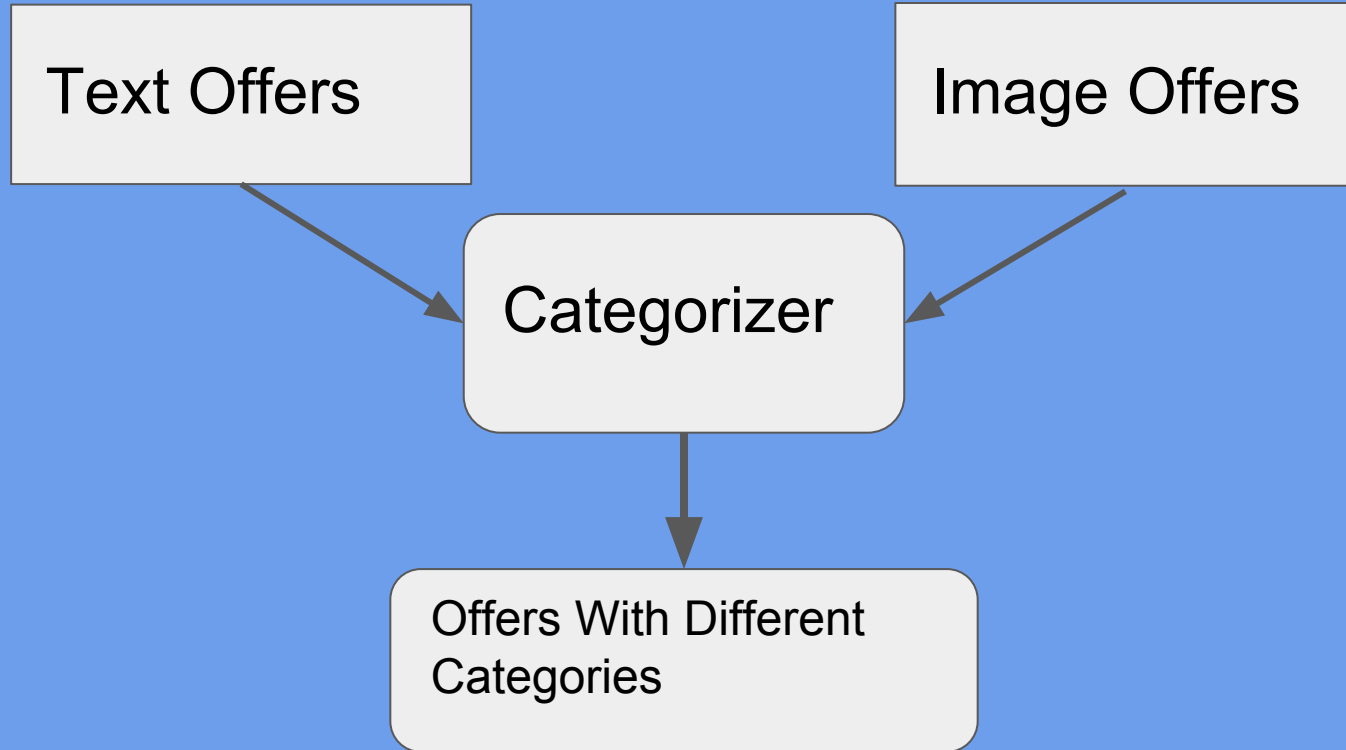 Text Offers
Image Offers
Categorizer
Offers With Different
Categories